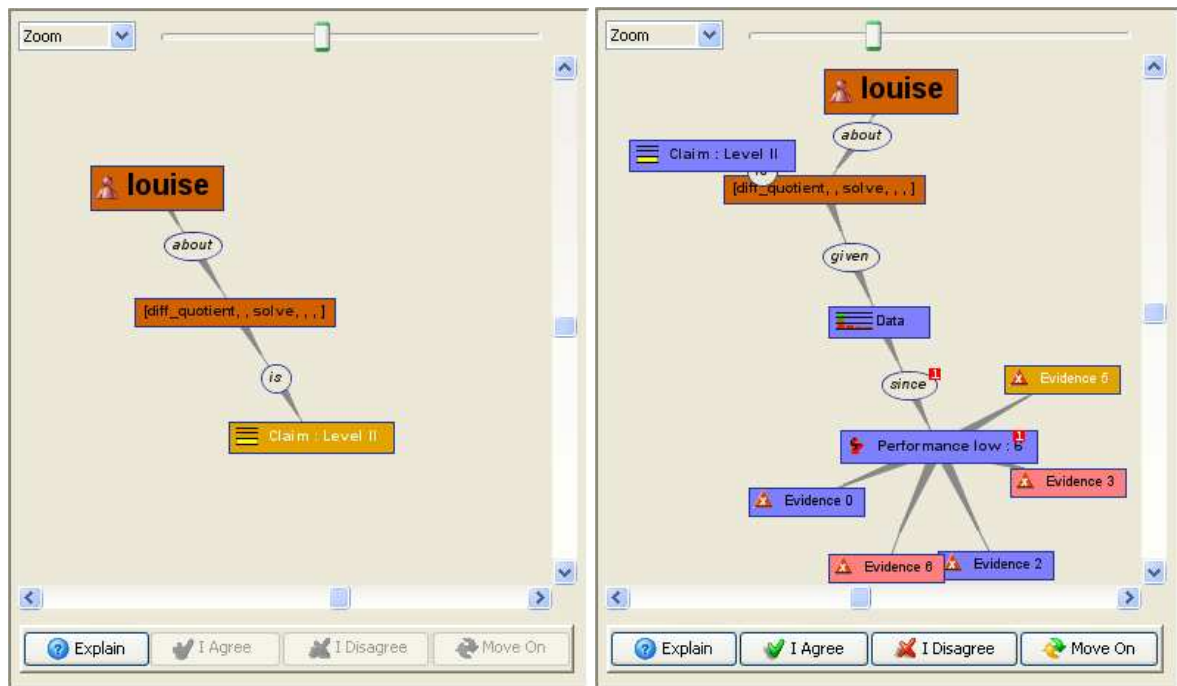 Zoom
louise
about
[diff_quotient, , solve, , , ]
is
Claim : Level II
Explain
I Agree
I Disagree
Move On
Zoom
louise
about
Claim : Level II
[diff_quotient, , solve, , , ]
given
Data
since
1
Evidence 5
Performance low : 6
1
Evidence 3
Evidence 0
Evidence 6
Evidence 2
Explain
I Agree
I Disagree
Move On